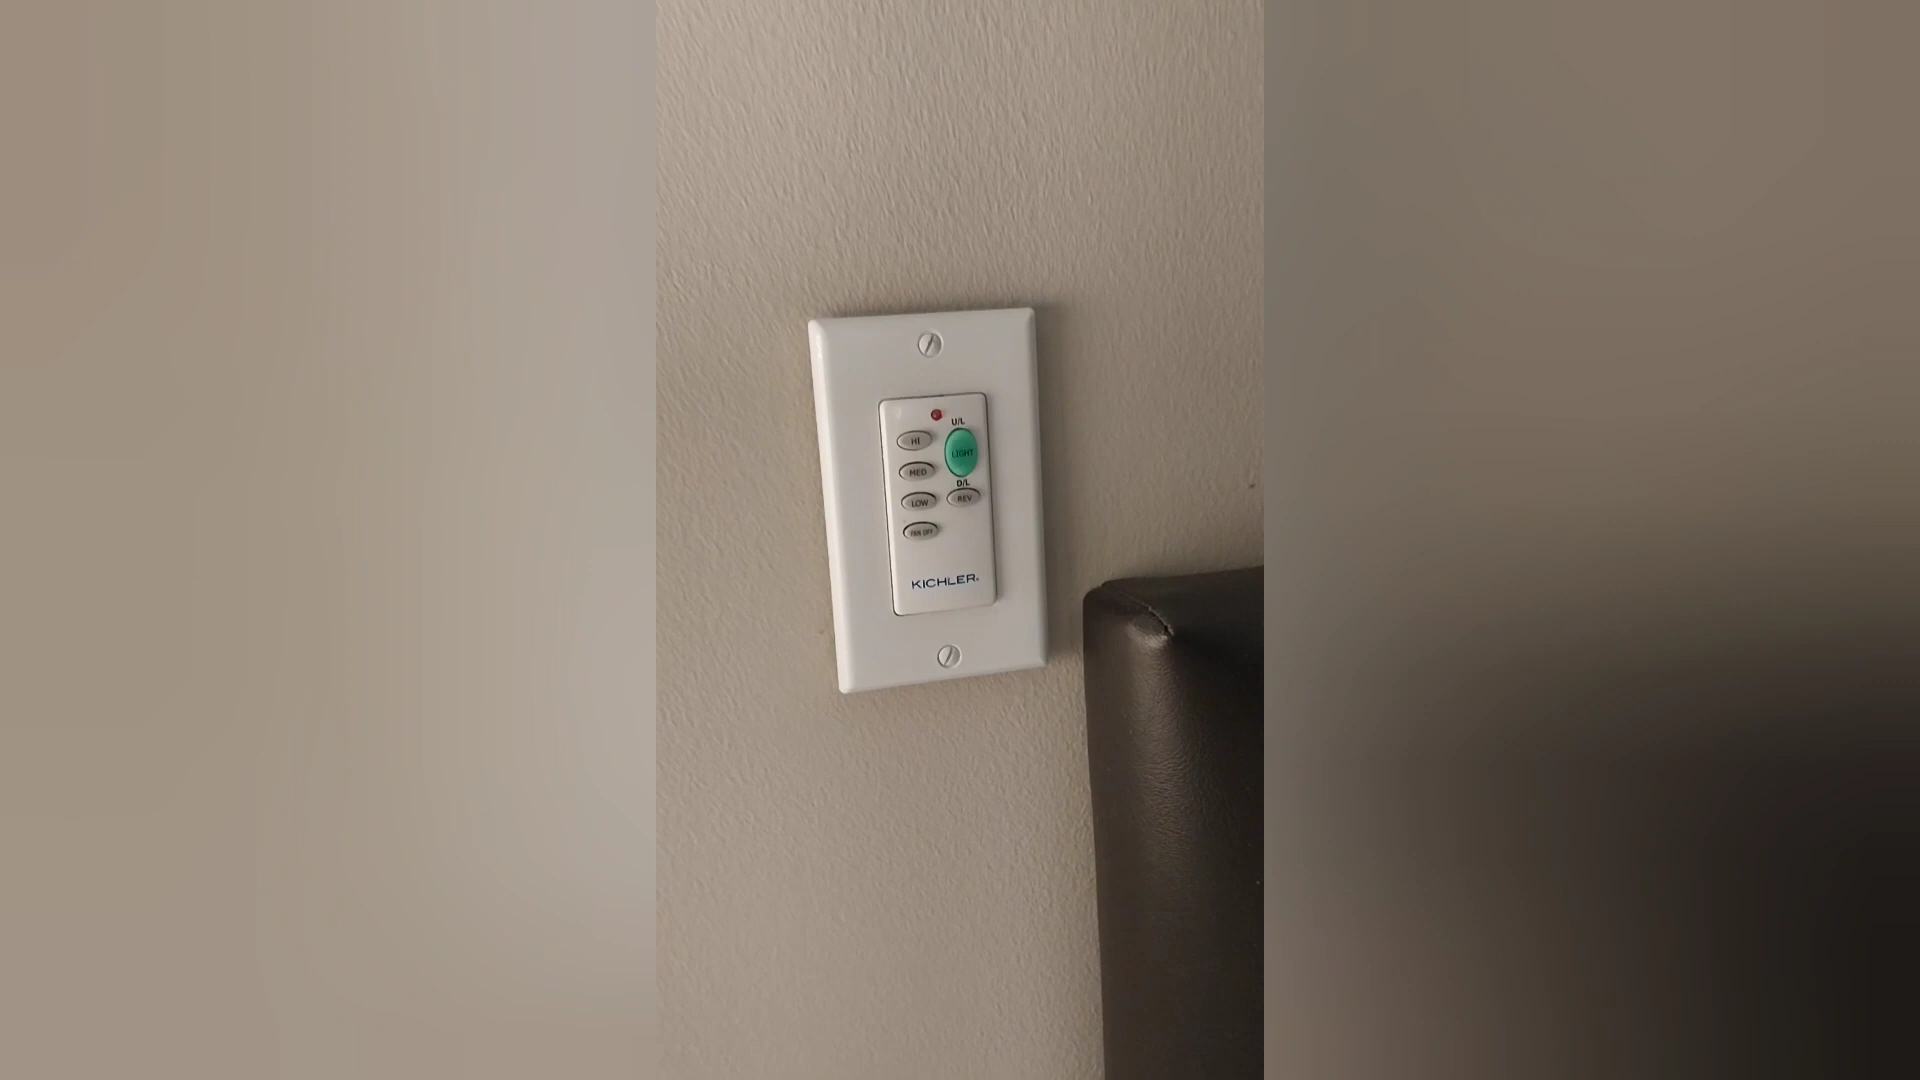 U/L
HI
LIGHT
MED
D/L
LOW
REV
FAN OFF
KICHLER®